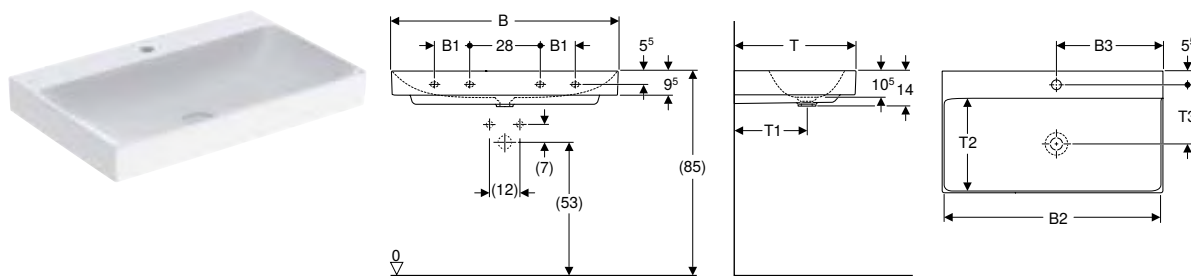 B
B1 28 B1
5⁵
9⁵
(7)
(12)
(53)
(85)
0
T
10⁵
14
T1
B3
5⁵
T3
T2
B2